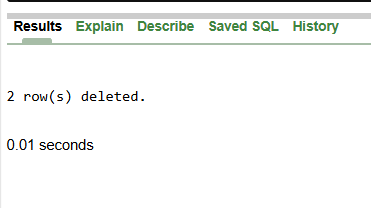 Results Explain Describe Saved SQL History
2 row(s) deleted.
0.01 seconds